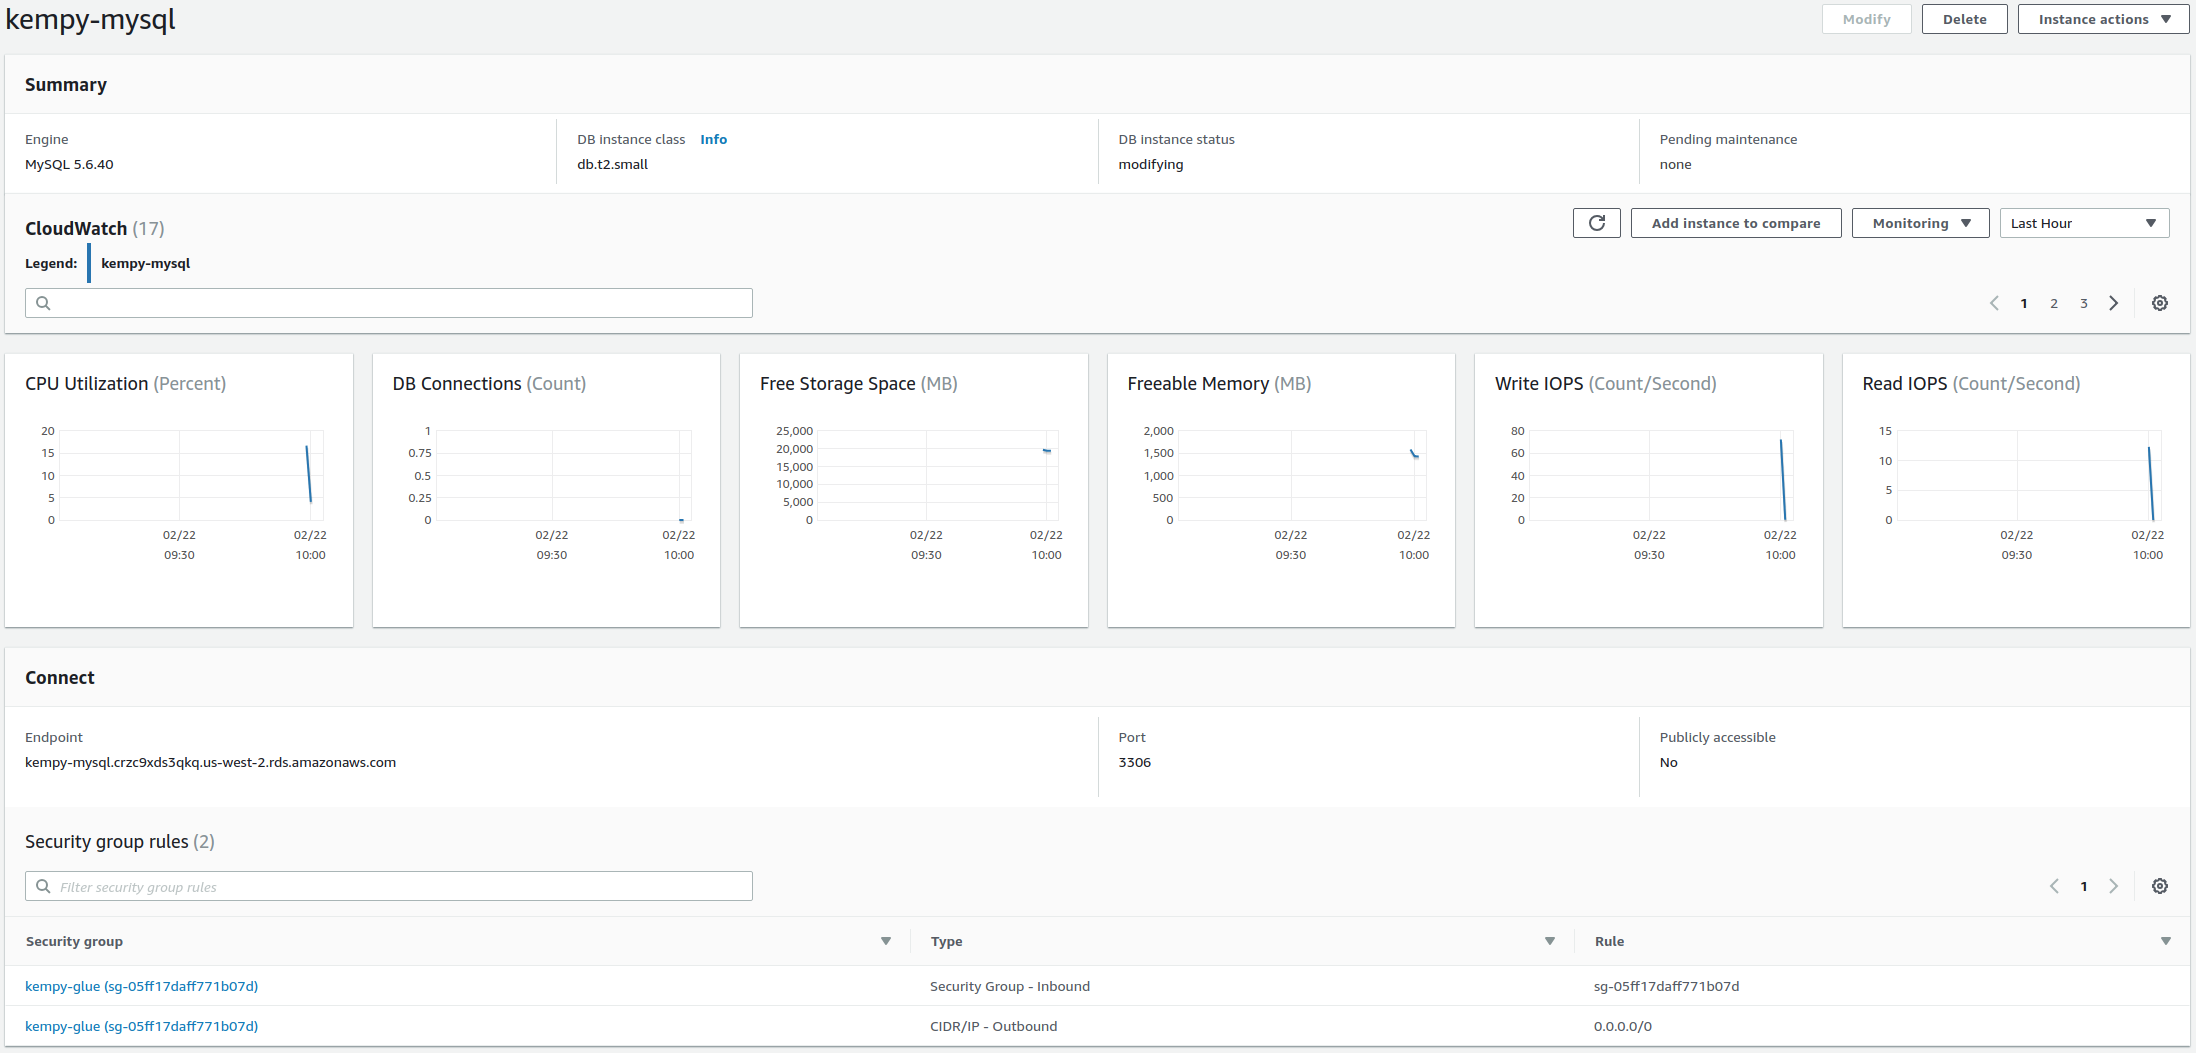 kempy-mysql
Modify Delete Instance actions
Summary
Engine DB instance class Info DB instance status Pending maintenance
MySQL 5.6.40 db.t2.small modifying none
CloudWatch (17) Add instance to compare Monitoring Last Hour
Legend: kempy-mysql
1 2 3
CPU Utilization (Percent)
20
15
10
5
0
02/22 02/22
09:30 10:00
DB Connections (Count)
1
0.75
0.5
0.25
0
02/22 02/22
09:30 10:00
Free Storage Space (MB)
25,000
20,000
15,000
10,000
5,000
0
02/22 02/22
09:30 10:00
Freeable Memory (MB)
2,000
1,500
1,000
500
0
02/22 02/22
09:30 10:00
Write IOPS (Count/Second)
80
60
40
20
0
02/22 02/22
09:30 10:00
Read IOPS (Count/Second)
15
10
5
0
02/22 02/22
09:30 10:00
Connect
Endpoint Port Publicly accessible
kempy-mysql.crzc9xds3qkq.us-west-2.rds.amazonaws.com 3306 No
Security group rules (2)
Filter security group rules 1
Security group Type Rule
kempy-glue (sg-05ff17daff771b07d) Security Group - Inbound sg-05ff17daff771b07d
kempy-glue (sg-05ff17daff771b07d) CIDR/IP - Outbound 0.0.0.0/0